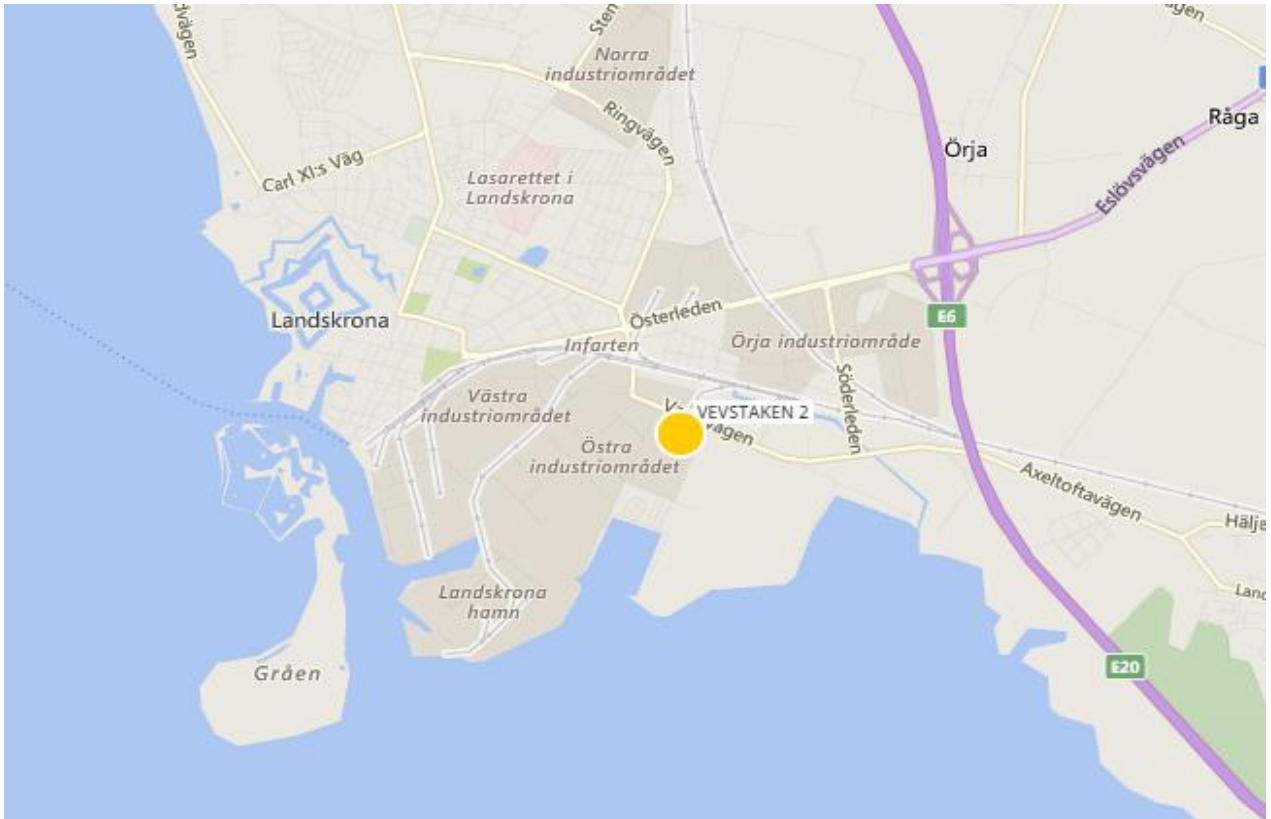 Norra
industriområdet
Ringvägen
Råga
Örja
Eslövsvägen
Carl XI:s Väg
Lasarettet i
Landskrona
Landskrona
Österleden
E6
Infarten
Örja industriområde
Söderleden
Västra
industriområdet
VEVSTAKEN 2
Östra
industriområdet
Axeltoftavägen
Landskrona
hamn
Gråen
E20